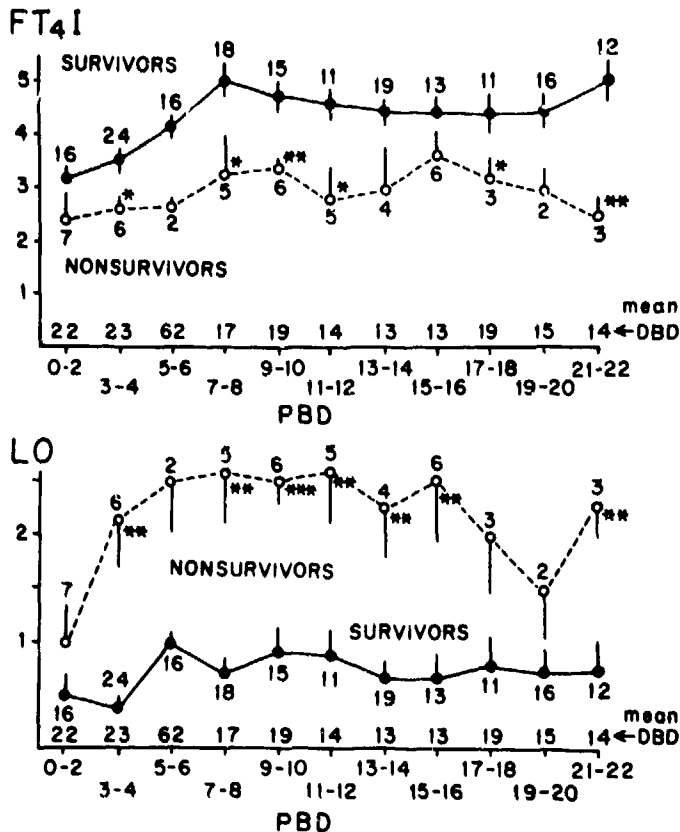 FT4I
SURVIVORS
5
4
3
2
1
16 24 16 18 15 11 19 13 11 16 12
* * ** * * **
7 6 2 5 6 5 4 6 3 2 3
NONSURVIVORS
mean
22 23 62 17 19 14 13 13 19 15 14←DBD
0-2 5-6 9-10 13-14 17-18 21-22
3-4 7-8 11-12 15-16 19-20
PBD
LO
2
1
7 6 2 5 6 5 4 6 3 2 3
** ** *** ** ** ** **
NONSURVIVORS
SURVIVORS
16 24 16 18 15 11 19 13 11 16 12
mean
22 23 62 17 19 14 13 13 19 15 14←DBD
0-2 5-6 9-10 13-14 17-18 21-22
3-4 7-8 11-12 15-16 19-20
PBD